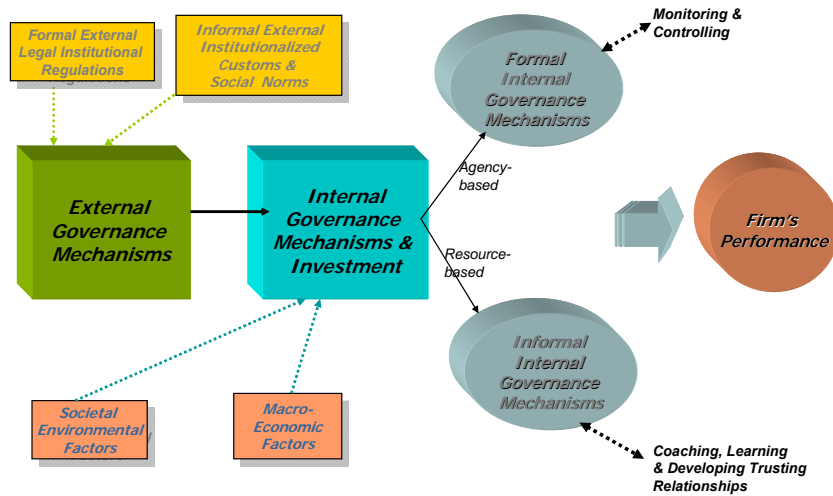 Formal External
Legal Institutional
Regulations
Informal External
Institutionalized
Customs &
Social Norms
Monitoring &
Controlling
Formal
Internal
Governance
Mechanisms
External
Governance
Mechanisms
Internal
Governance
Mechanisms &
Investment
Agency-
based
Resource-
based
Firm's
Performance
Informal
Internal
Governance
Mechanisms
Societal
Environmental
Factors
Macro-
Economic
Factors
Coaching, Learning
& Developing Trusting
Relationships